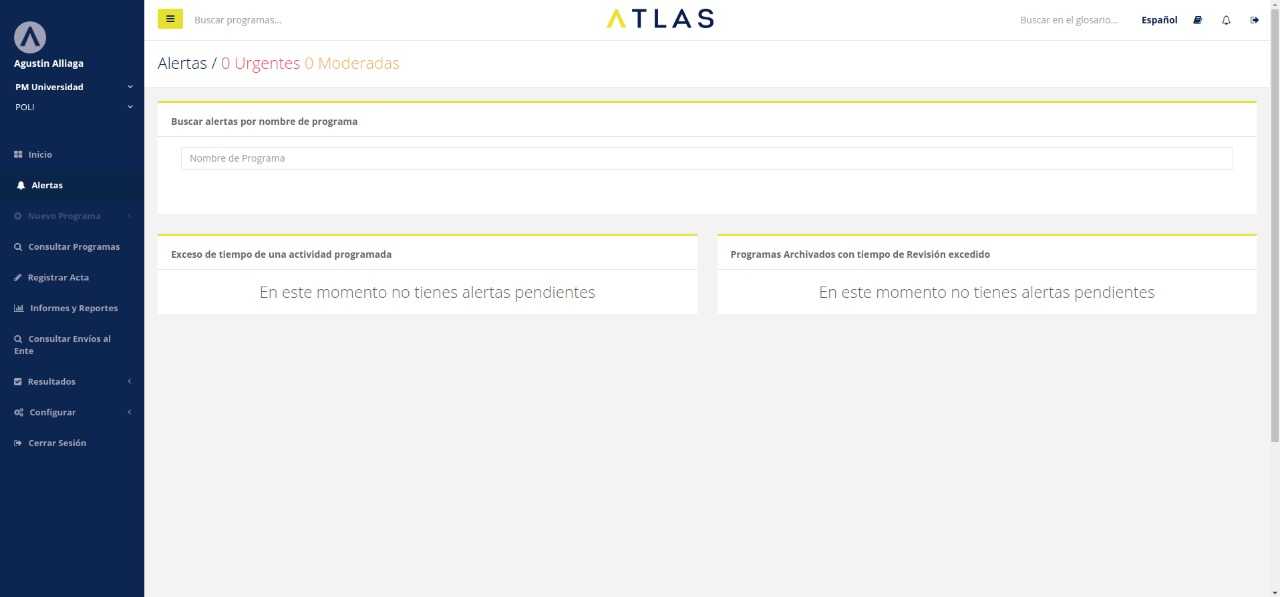 Agustin Alliaga
PM Universidad
POLI
Inicio
Alertas
Nuevo Programa
Consultar Programas
Registrar Acta
Informes y Reportes
Consultar Envíos al
Ente
Resultados
Configurar
Cerrar Sesión
Buscar programas...
ATLAS
Buscar en el glosario...
Español
Alertas / 0 Urgentes 0 Moderadas
Buscar alertas por nombre de programa
Nombre de Programa
Exceso de tiempo de una actividad programada
En este momento no tienes alertas pendientes
Programas Archivados con tiempo de Revisión excedido
En este momento no tienes alertas pendientes